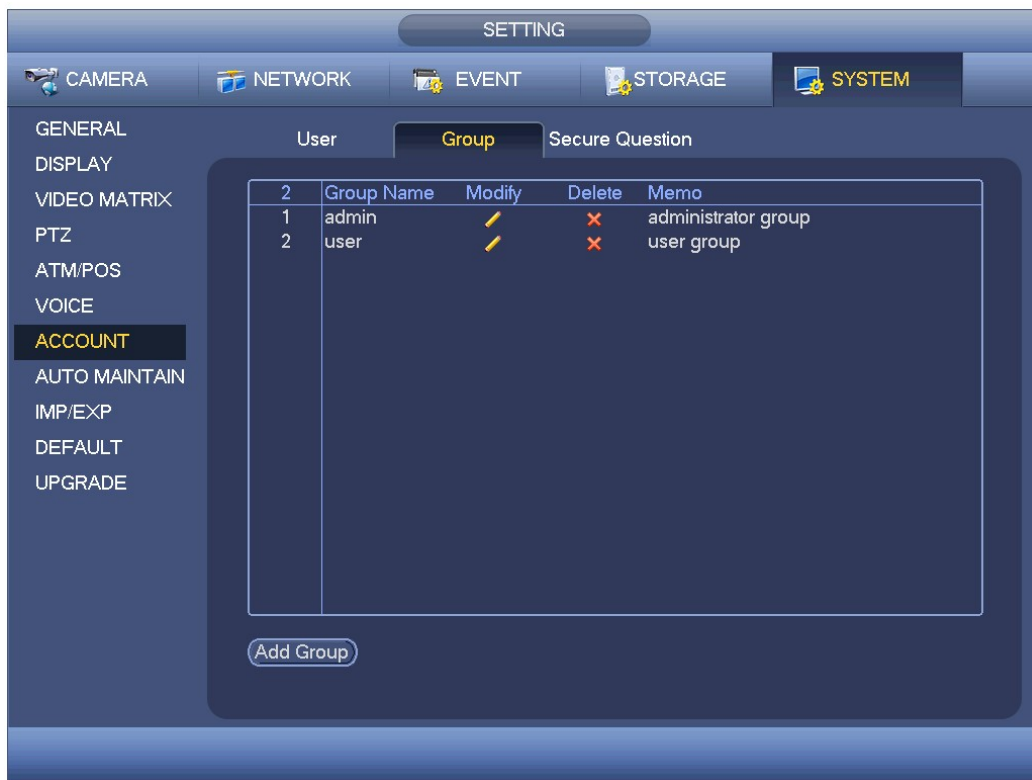 SETTING
CAMERA NETWORK EVENT STORAGE SYSTEM
GENERAL
DISPLAY
VIDEO MATRIX
PTZ
ATM/POS
VOICE
ACCOUNT
AUTO MAINTAIN
IMP/EXP
DEFAULT
UPGRADE
User Group Secure Question
2 Group Name Modify Delete Memo
1 admin administrator group
2 user user group
Add Group